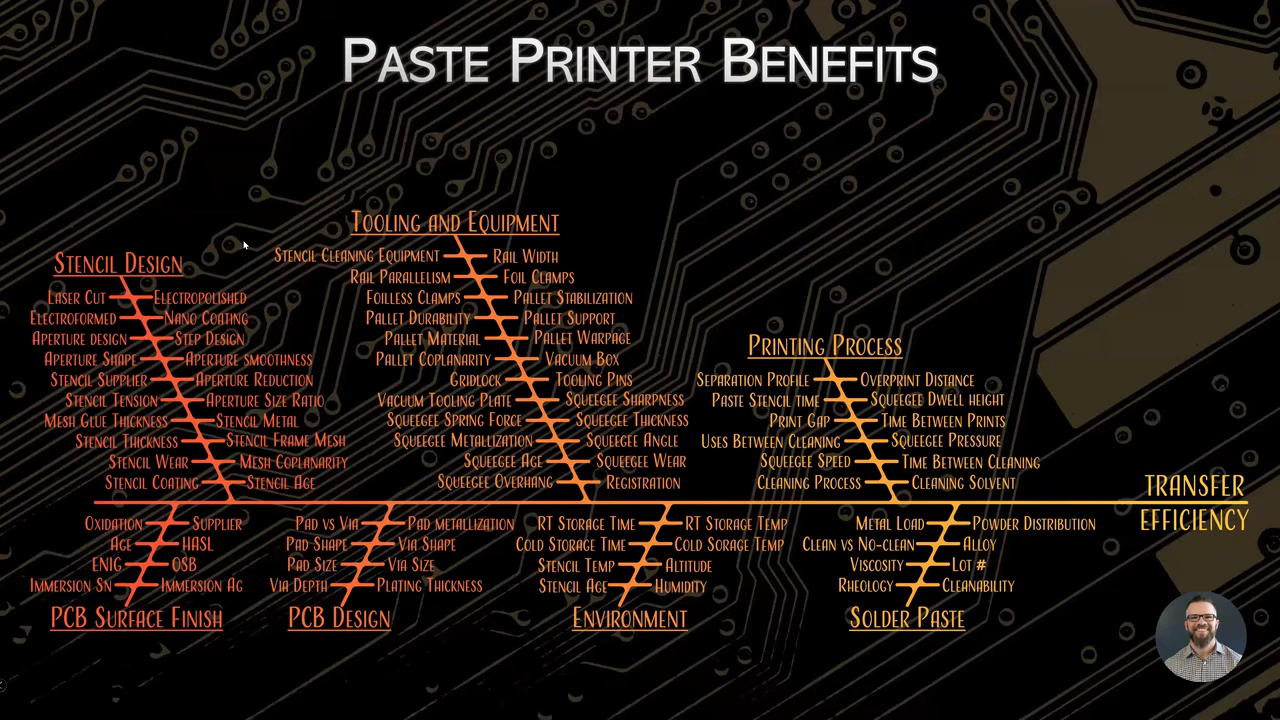 Paste Printer Benefits
Tooling and Equipment
Stencil Cleaning Equipment Rail Width
Rail Parallelism Foil Clamps
Foilless Clamps Pallet Stabilization
Pallet Durability Pallet Support
Pallet Material Pallet Warpage
Pallet Coplanarity Vacuum Box
Gridlock Tooling Pins
Vacuum Tooling Plate Squeegee Sharpness
Squeegee Spring Force Squeegee Thickness
Squeegee Metallization Squeegee Angle
Squeegee Age Squeegee Wear
Squeegee Overhang Registration
Stencil Design
Laser Cut Electropolished
Electroformed Nano Coating
Aperture design Step Design
Aperture Shape Aperture smoothness
Stencil Supplier Aperture Reduction
Stencil Tension Aperture Size Ratio
Mesh Glue Thickness Stencil Metal
Stencil Thickness Stencil Frame Mesh
Stencil Wear Mesh Coplanarity
Stencil Coating Stencil Age
Printing Process
Separation Profile Overprint Distance
Paste Stencil time Squeegee Dwell height
Print Gap Time Between Prints
Uses Between Cleaning Squeegee Pressure
Squeegee Speed Time Between Cleaning
Cleaning Process Cleaning Solvent
Transfer
Efficiency
Oxidation Supplier
Age HASL
ENIG OSB
Immersion Sn Immersion Ag
PCB Surface Finish
Pad vs Via Pad metallization
Pad Shape Via Shape
Pad Size Via Size
Via Depth Plating Thickness
PCB Design
RT Storage Time RT Storage Temp
Cold Storage Time Cold Sorage Temp
Stencil Temp Altitude
Stencil Age Humidity
Environment
Metal Load Powder Distribution
Clean vs No-clean Alloy
Viscosity Lot #
Rheology Cleanability
Solder Paste